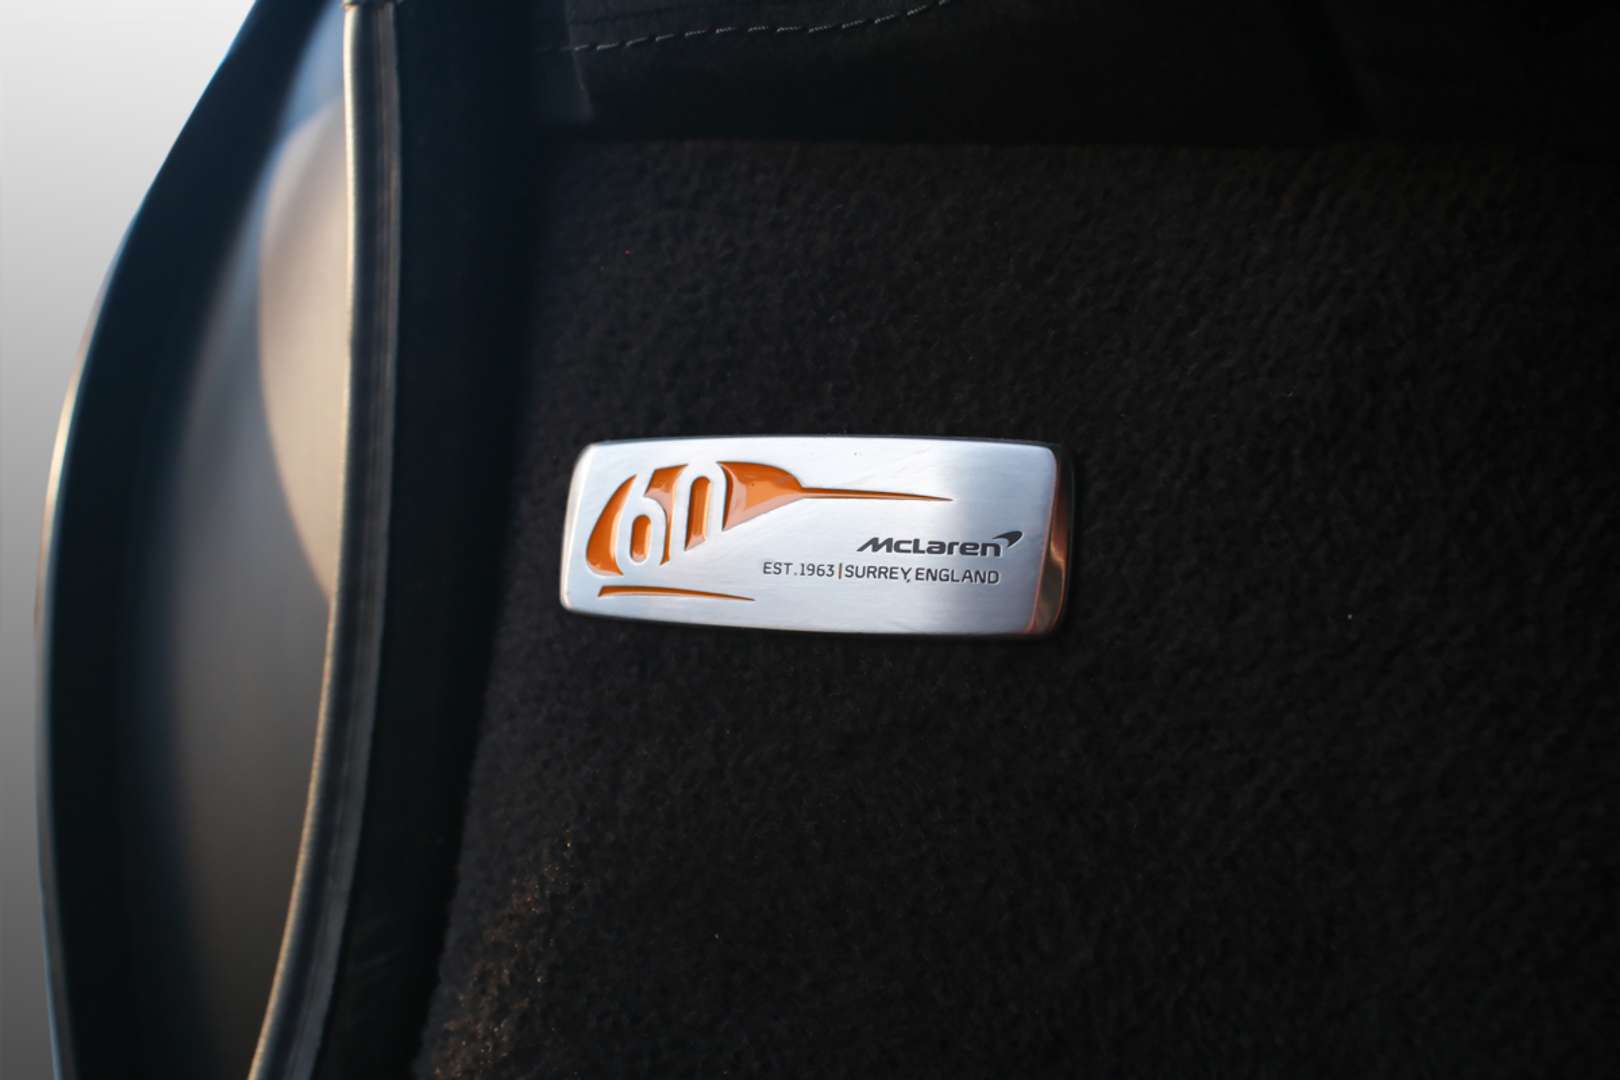 60
McLaren
EST.1963|SURREY, ENGLAND